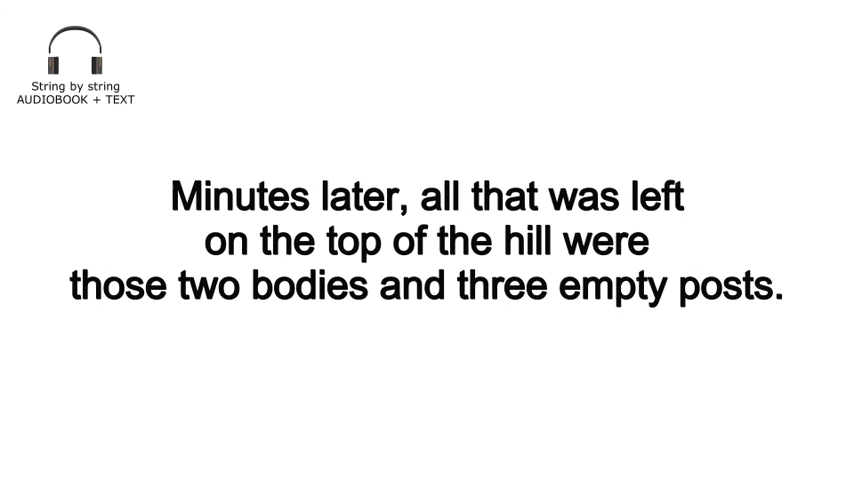 String by string
AUDIOBOOK + TEXT
Minutes later, all that was left
on the top of the hill were
those two bodies and three empty posts.